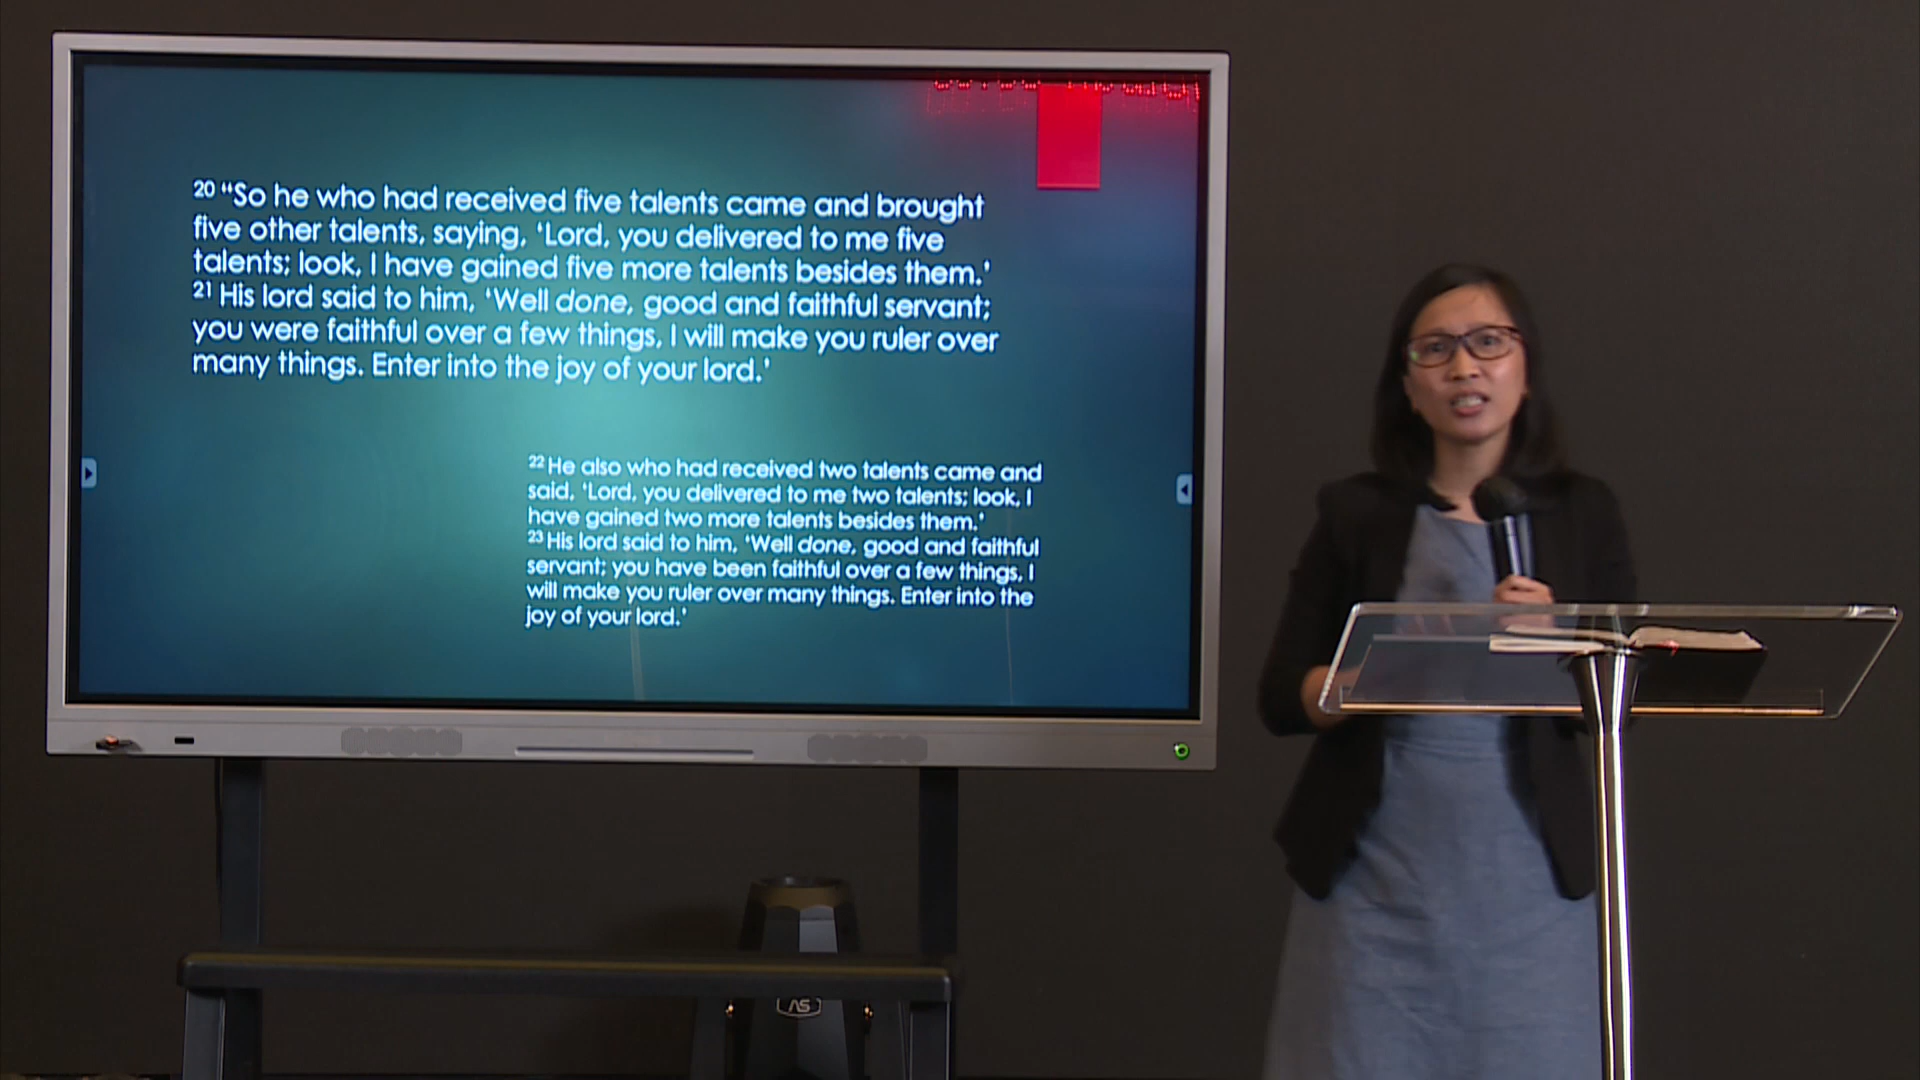 20 “So he who had received five talents came and brought
five other talents, saying, ‘Lord, you delivered to me five
talents; look, I have gained five more talents besides them.’
21 His lord said to him, ‘Well done, good and faithful servant;
you were faithful over a few things, I will make you ruler over
many things. Enter into the joy of your lord.’
22 He also who had received two talents came and
said, ‘Lord, you delivered to me two talents; look, I
have gained two more talents besides them.’
23 His lord said to him, ‘Well done, good and faithful
servant; you have been faithful over a few things, I
will make you ruler over many things. Enter into the
joy of your lord.’
AS